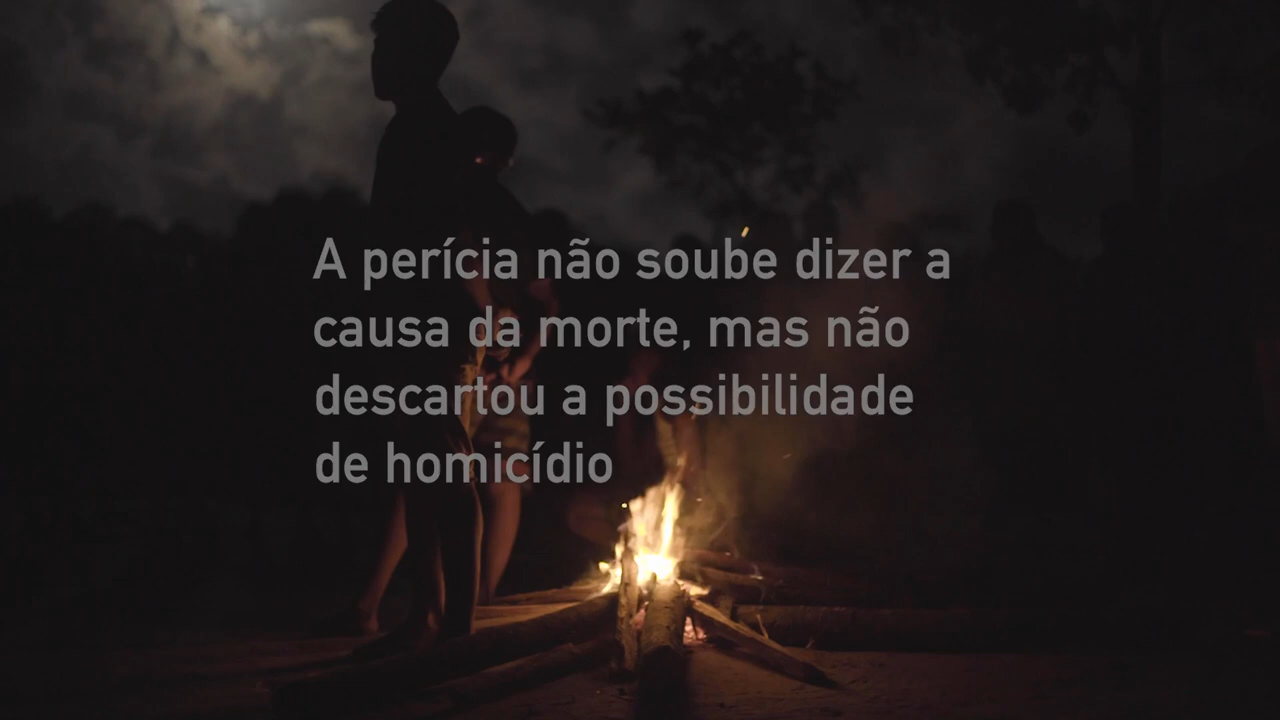 A perícia não soube dizer a
causa da morte, mas não
descartou a possibilidade
de homicídio